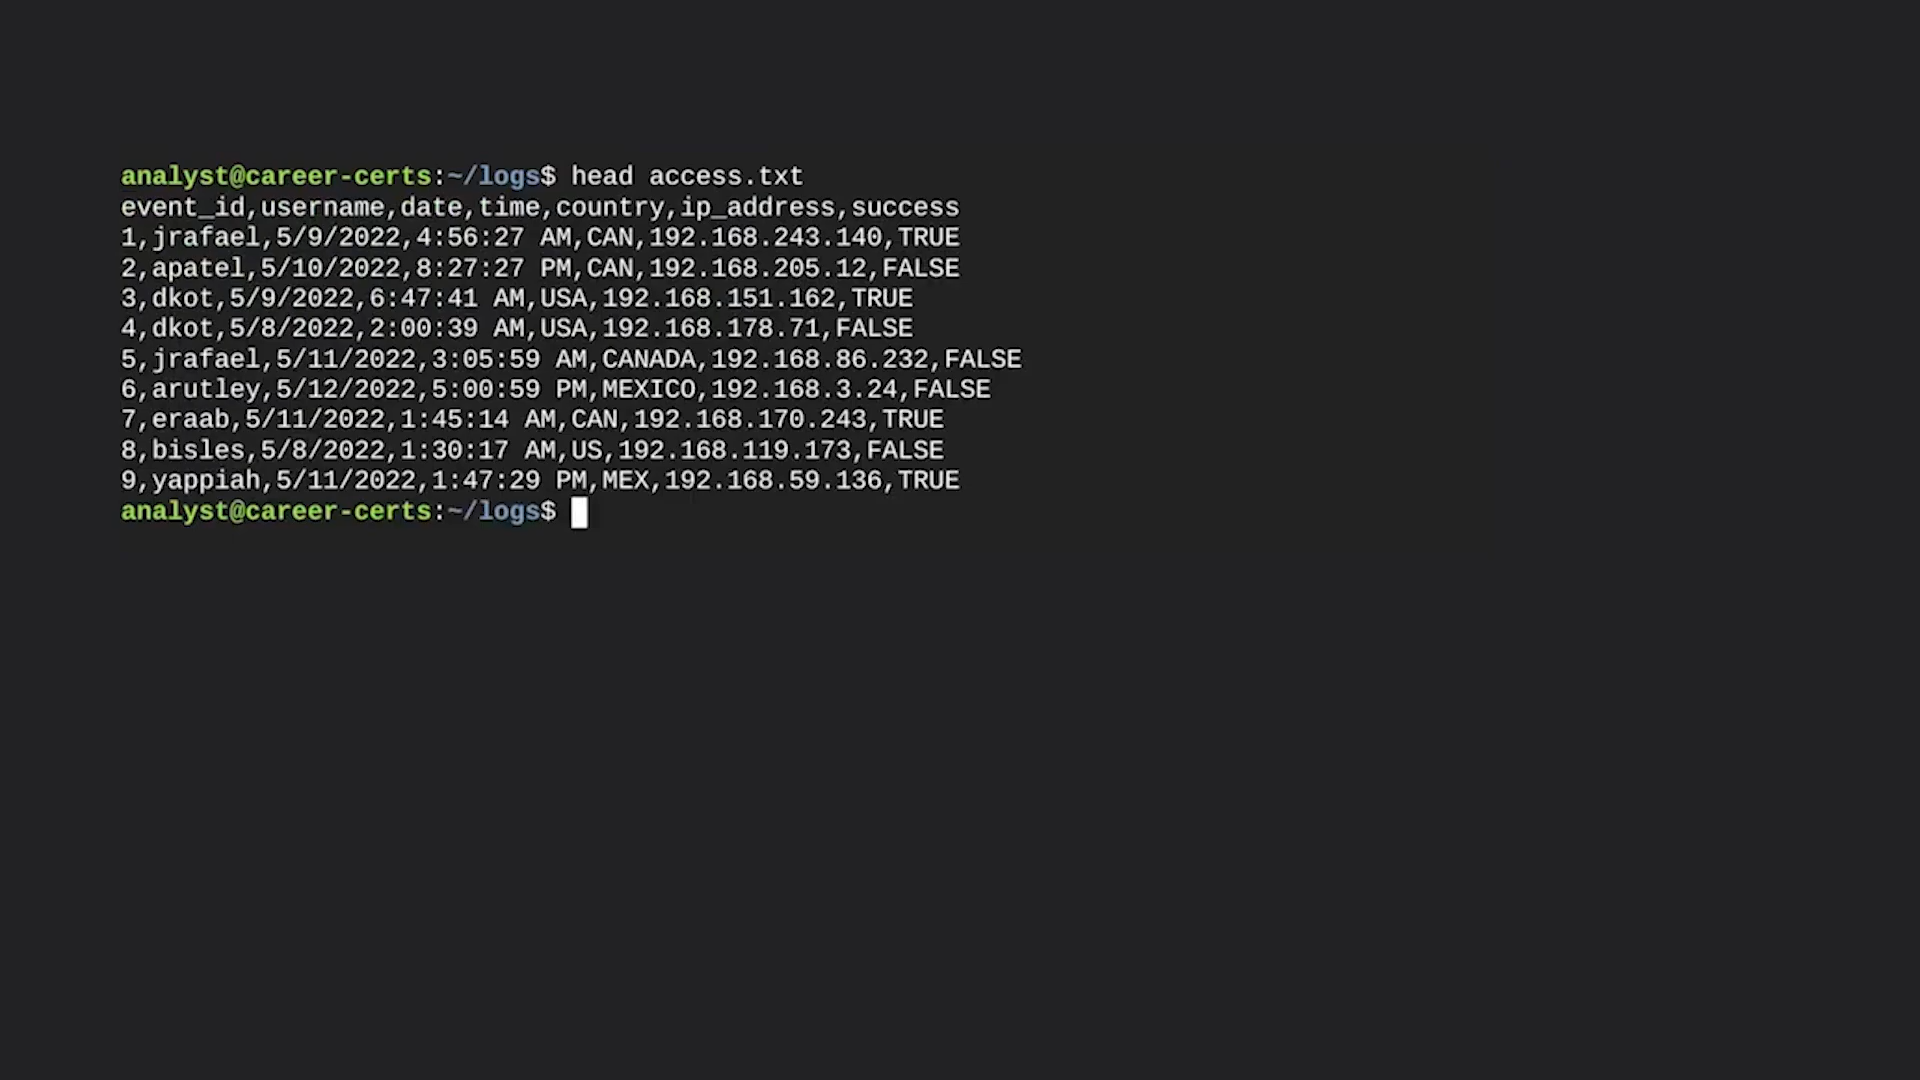 analyst@career-certs:~/logs$ head access.txt
event_id,username,date,time,country,ip_address,success
1,jrafael,5/9/2022,4:56:27 AM,CAN,192.168.243.140,TRUE
2,apatel,5/10/2022,8:27:27 PM,CAN,192.168.205.12,FALSE
3,dkot,5/9/2022,6:47:41 AM,USA,192.168.151.162,TRUE
4,dkot,5/8/2022,2:00:39 AM,USA,192.168.178.71,FALSE
5,jrafael,5/11/2022,3:05:59 AM,CANADA,192.168.86.232,FALSE
6,arutley,5/12/2022,5:00:59 PM,MEXICO,192.168.3.24,FALSE
7,eraab,5/11/2022,1:45:14 AM,CAN,192.168.170.243,TRUE
8,bisles,5/8/2022,1:30:17 AM,US,192.168.119.173,FALSE
9,yappiah,5/11/2022,1:47:29 PM,MEX,192.168.59.136,TRUE
analyst@career-certs:~/logs$